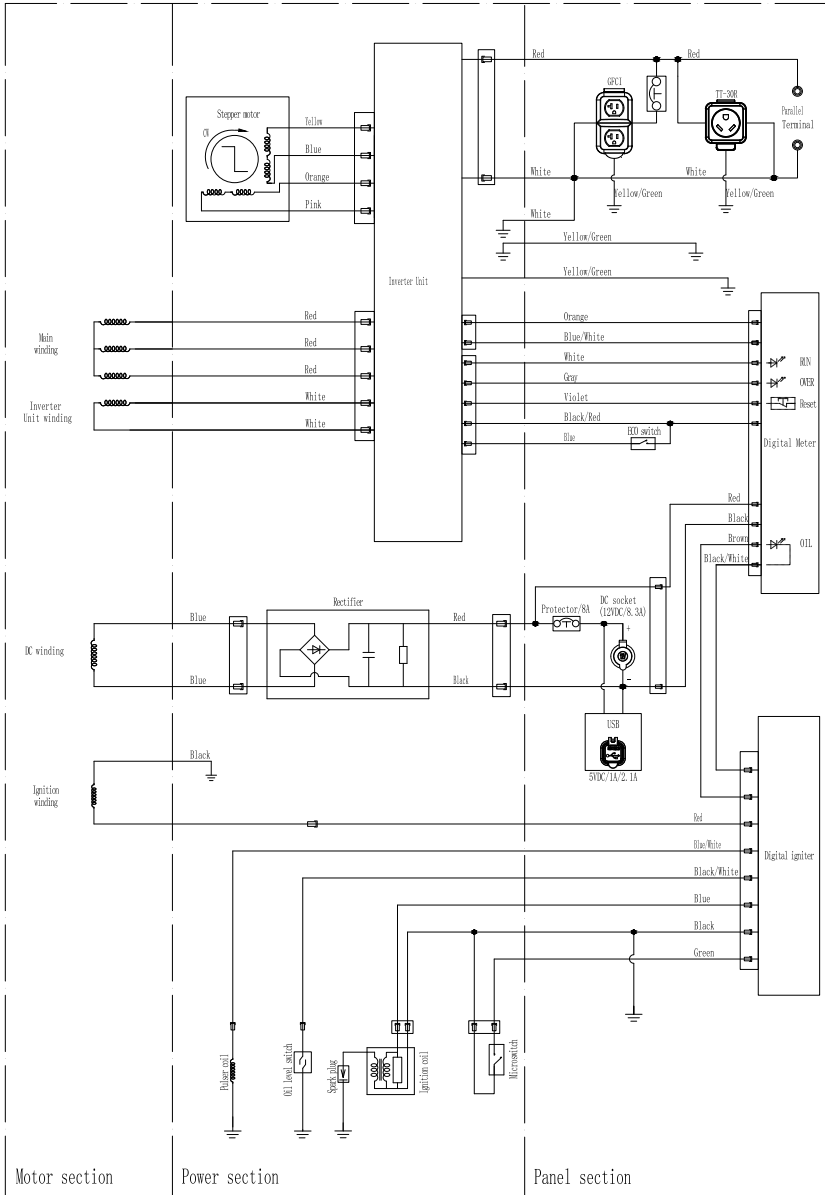 Red
Red
GFCI
TT-30R
Stepper motor
CW
Parallel
Terminal
Yellow
Blue
Orange
Pink
White
White
Yellow/Green
Yellow/Green
White
Yellow/Green
Yellow/Green
Inverter Unit
Main
winding
Red
Red
Red
Inverter
Unit winding
White
White
Orange
Blue/White
White
RUN
Gray
OVER
Violet
Reset
Black/Red
Blue
ECO switch
Digital Meter
Red
Black
Brown
OIL
Black/White
Rectifier
DC winding
Blue
Blue
Red
Black
Protector/8A
DC socket
(12VDC/8.3A)
+
-
USB
5VDC/1A/2.1A
Ignition
winding
Black
Red
Blue/White
Black/White
Digital igniter
Blue
Black
Green
Pulser coil
Oil level switch
Spark plug
Ignition coil
Microswitch
Motor section
Power section
Panel section